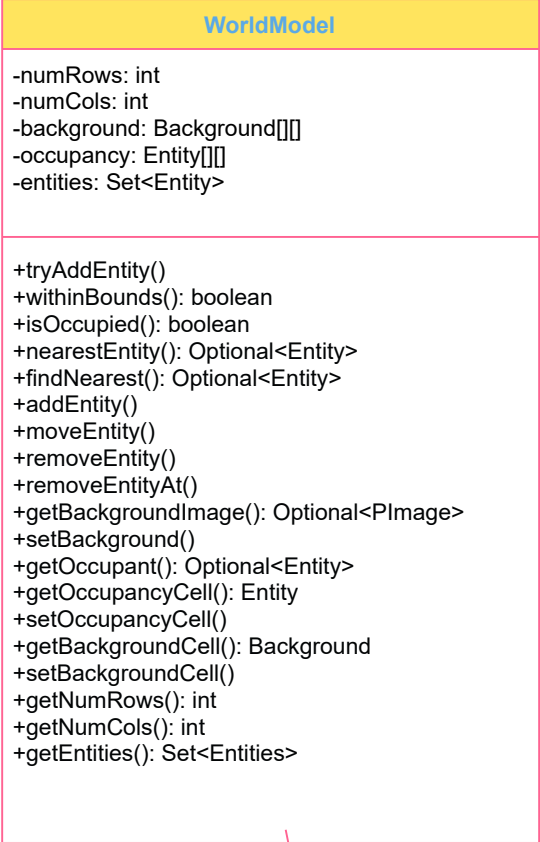 WorldModel
-numRows: int
-numCols: int
-background: Background[][]
-occupancy: Entity[][]
-entities: Set<Entity>
+tryAddEntity()
+withinBounds(): boolean
+isOccupied(): boolean
+nearestEntity(): Optional<Entity>
+findNearest(): Optional<Entity>
+addEntity()
+moveEntity()
+removeEntity()
+removeEntityAt()
+getBackgroundImage(): Optional<PImage>
+setBackground()
+getOccupant(): Optional<Entity>
+getOccupancyCell(): Entity
+setOccupancyCell()
+getBackgroundCell(): Background
+setBackgroundCell()
+getNumRows(): int
+getNumCols(): int
+getEntities(): Set<Entities>